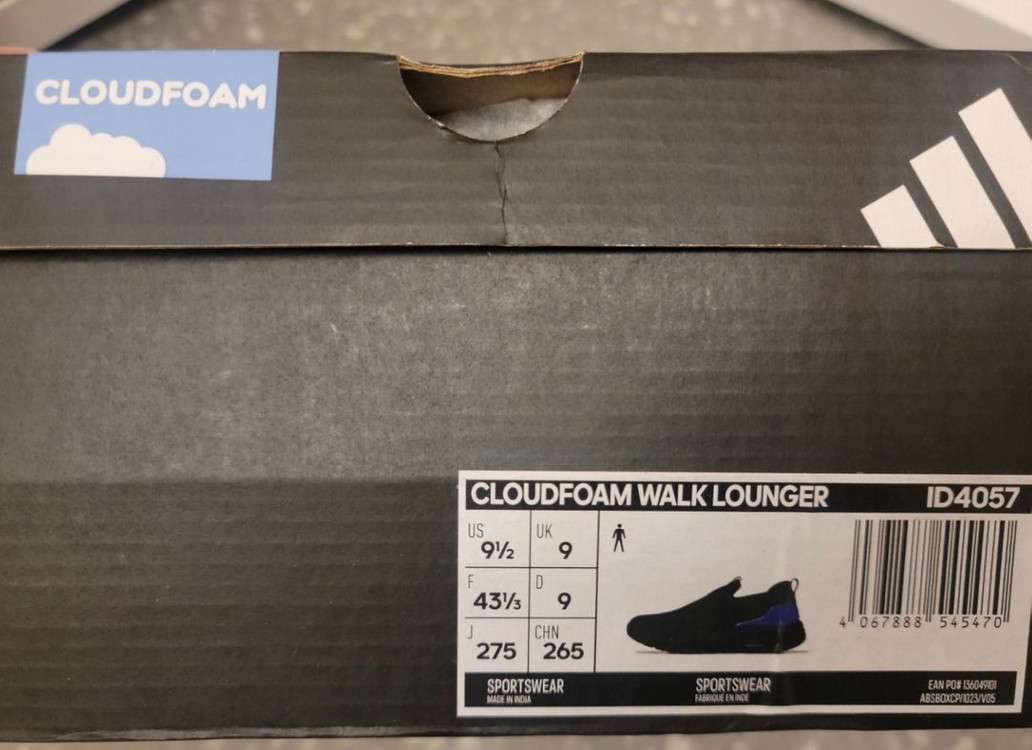 CLOUDFOAM
CLOUDFOAM WALK LOUNGER ID4057
US 9½ UK 9
F 43⅓ D 9
J 275 CHN 265
4 067888 545470
SPORTSWEAR
MADE IN INDIA
SPORTSWEAR
FABRIQUÉ EN INDE
EAN PO# 136049101
ABSBOXCP/1023/V05